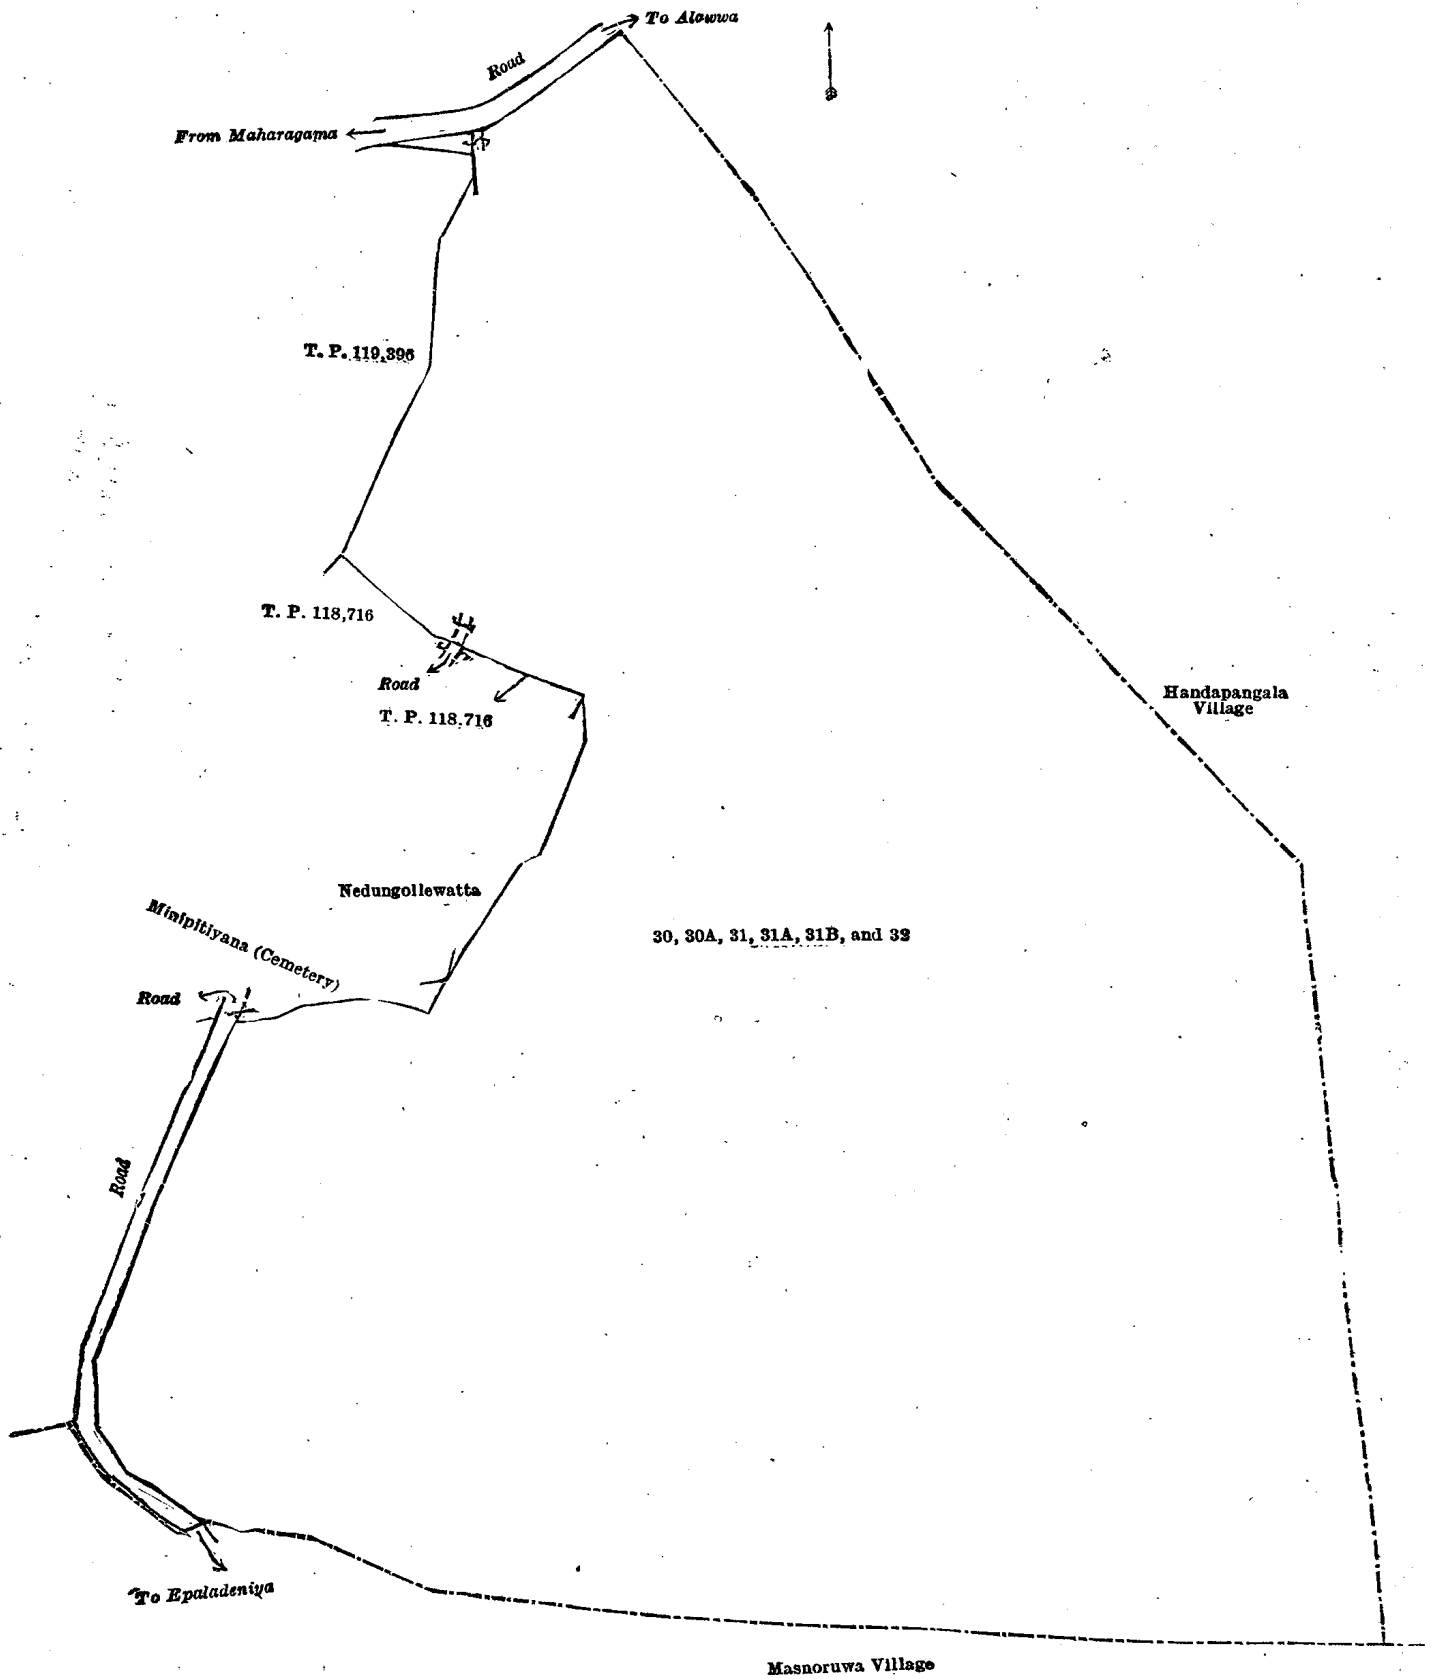 To Alawwa
Road
From Maharagama
T. P. 119,396
T. P. 118,716
Road
T. P. 118,716
Handapangala
Village
Nedungollewatta
Minipitiyana (Cemetery)
30, 30A, 31, 31A, 31B, and 32
Road
Road
To Epaladeniya
Masnoruwa Village